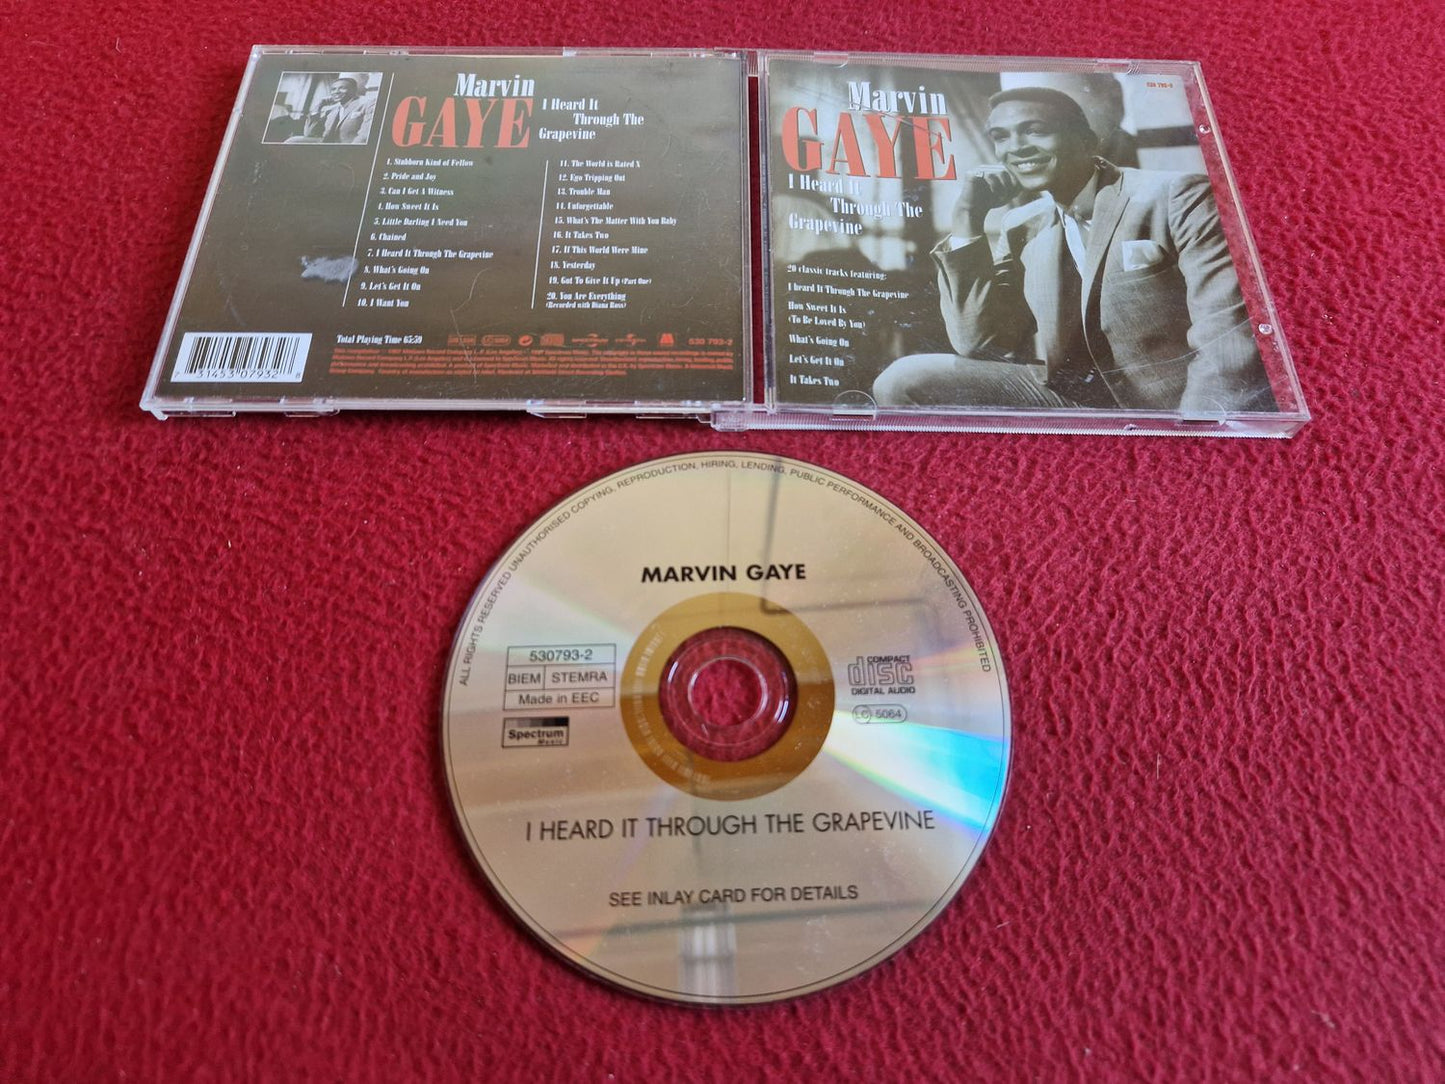 Marvin
GAYE
I Heard It
Through The
Grapevine
1. Stubborn Kind of Fellow
2. Pride and Joy
3. Can I Get A Witness
4. How Sweet It Is
5. Little Darling I Need You
6. Chained
7. I Heard It Through The Grapevine
8. What's Going On
9. Let's Get It On
10. I Want You
11. The World is Rated X
12. Ego Tripping Out
13. Trouble Man
14. Unforgettable
15. What's The Matter With You Baby
16. It Takes Two
17. If This World Were Mine
18. Yesterday
19. Got To Give It Up (Part One)
20. You Are Everything
(Recorded with Diana Ross)
Total Playing Time 65:59
530 793-2
7 31453 07932 8
Marvin
GAYE
I Heard It
Through The
Grapevine
530 793-2
20 classic tracks featuring:
I heard It Through The Grapevine
How Sweet It Is
(To Be Loved By You)
What's Going On
Let's Get It On
It Takes Two
ALL RIGHTS RESERVED UNAUTHORISED COPYING, REPRODUCTION, HIRING, LENDING, PUBLIC PERFORMANCE AND BROADCASTING PROHIBITED
MARVIN GAYE
530793-2
BIEM STEMRA
Made in EEC
Spectrum
Music
COMPACT
disc
DIGITAL AUDIO
LC 5064
I HEARD IT THROUGH THE GRAPEVINE
SEE INLAY CARD FOR DETAILS